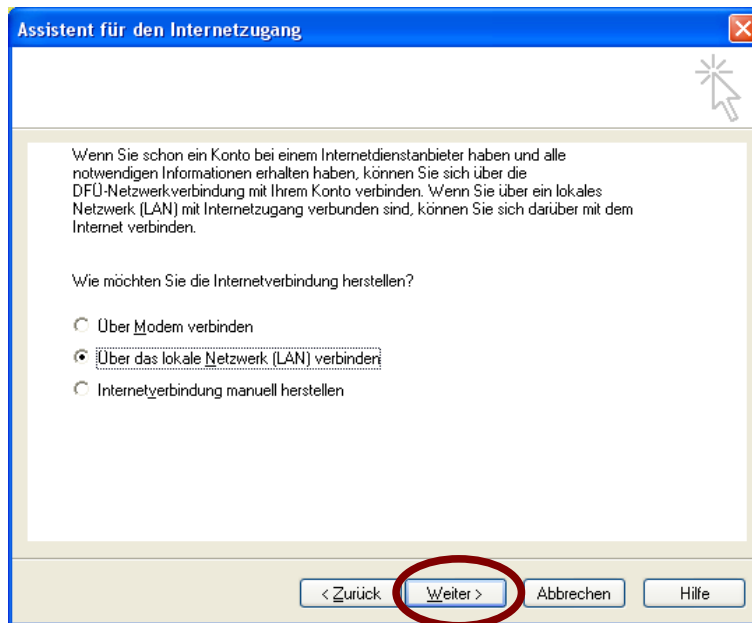 Assistent für den Internetzugang
Wenn Sie schon ein Konto bei einem Internetdienstanbieter haben und alle
notwendigen Informationen erhalten haben, können Sie sich über die
DFÜ-Netzwerkverbindung mit Ihrem Konto verbinden. Wenn Sie über ein lokales
Netzwerk (LAN) mit Internetzugang verbunden sind, können Sie sich darüber mit dem
Internet verbinden.
Wie möchten Sie die Internetverbindung herstellen?
Über Modem verbinden
Über das lokale Netzwerk (LAN) verbinden
Internetverbindung manuell herstellen
< Zurück Weiter > Abbrechen Hilfe